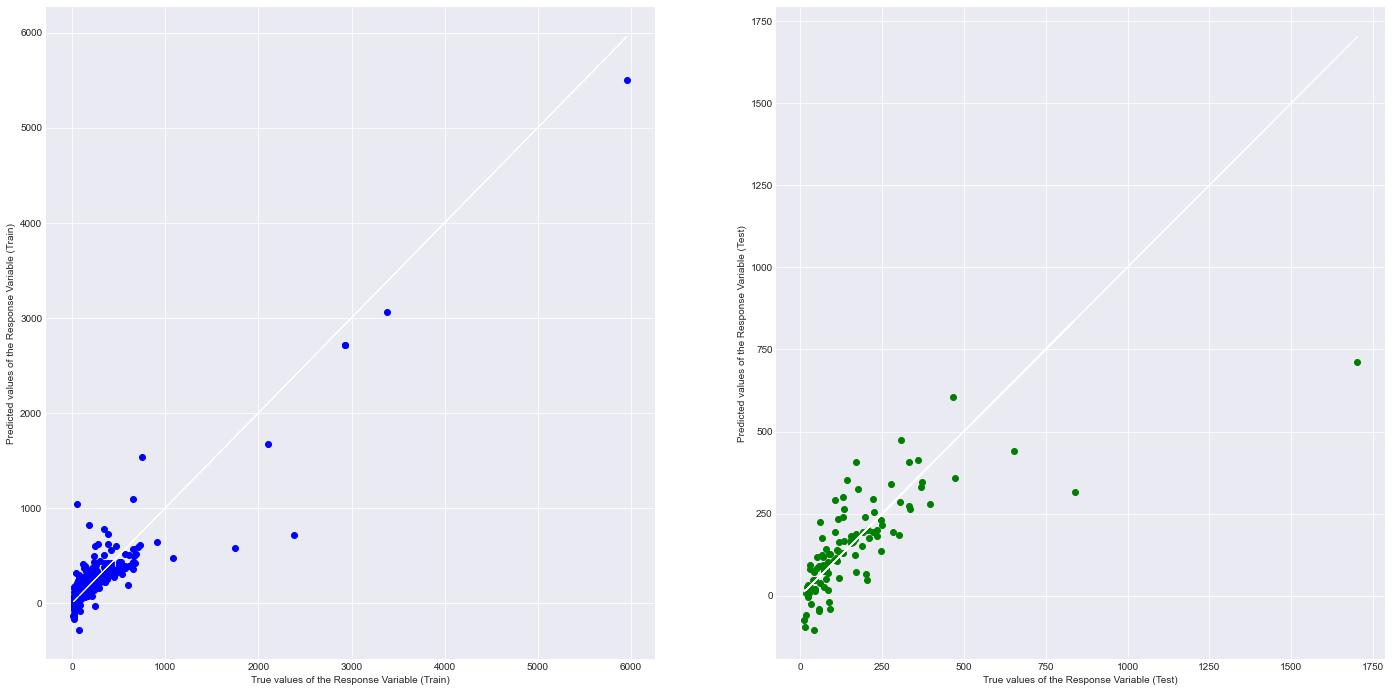 6000
5000
4000
3000
2000
1000
0
Predicted values of the Response Variable (Train)
0 1000 2000 3000 4000 5000 6000
True values of the Response Variable (Train)
1750
1500
1250
1000
750
500
250
0
Predicted values of the Response Variable (Test)
0 250 500 750 1000 1250 1500 1750
True values of the Response Variable (Test)